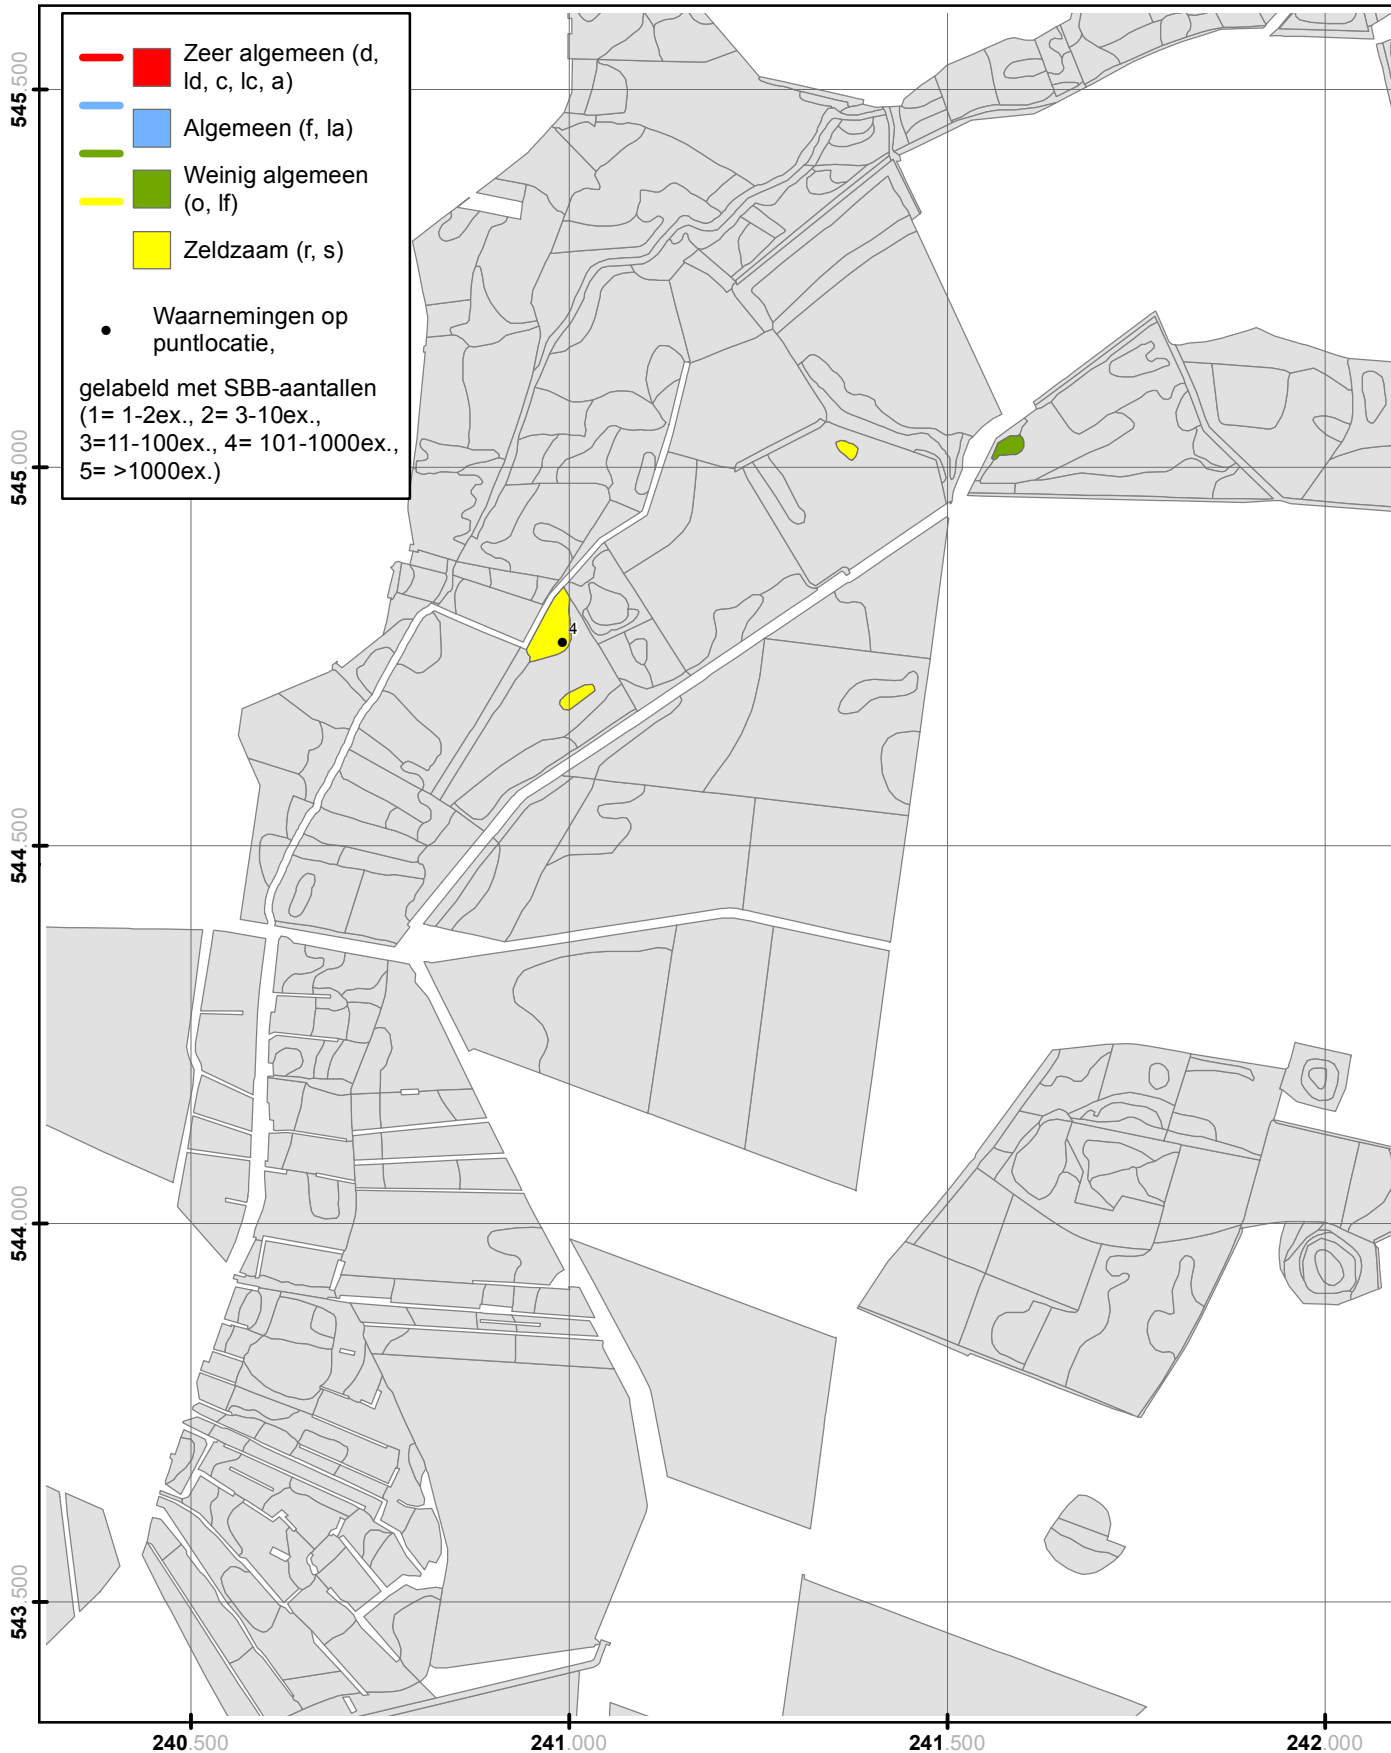 Zeer algemeen (d,
ld, c, lc, a)
Algemeen (f, la)
Weinig algemeen
(o, lf)
Zeldzaam (r, s)
Waarnemingen op
puntlocatie,
gelabeld met SBB-aantallen
(1= 1-2ex., 2= 3-10ex.,
3=11-100ex., 4= 101-1000ex.,
5= >1000ex.)
545.500
545.000
544.500
544.000
543.500
4
240.500
241.000
241.500
242.000